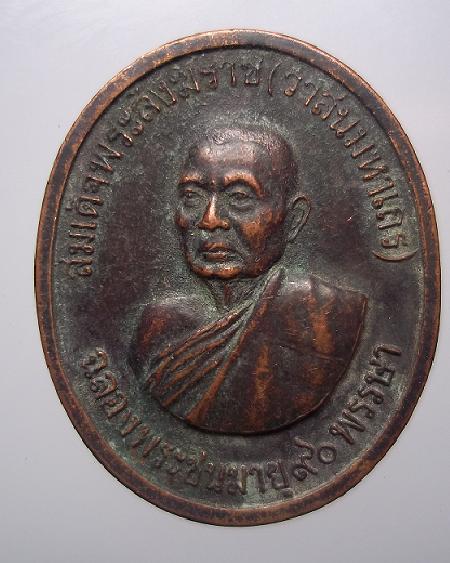 สมเด็จพระสังฆราช(วาสนมหาเถร)
ฉลองพระชนมายุ๙๐พรรษา